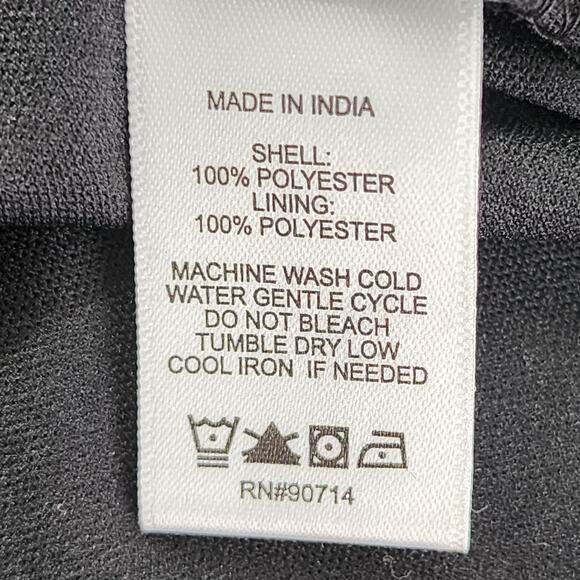 MADE IN INDIA
SHELL:
100% POLYESTER
LINING:
100% POLYESTER
MACHINE WASH COLD
WATER GENTLE CYCLE
DO NOT BLEACH
TUMBLE DRY LOW
COOL IRON IF NEEDED
RN#90714